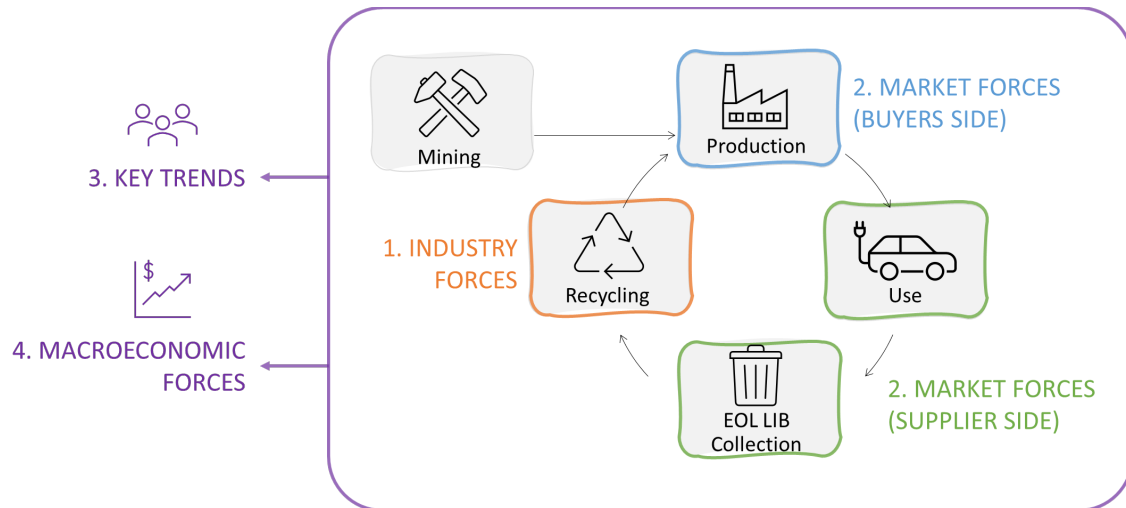 Mining
Production
2. MARKET FORCES
(BUYERS SIDE)
3. KEY TRENDS
1. INDUSTRY
FORCES
Recycling
Use
$
4. MACROECONOMIC
FORCES
EOL LIB
Collection
2. MARKET FORCES
(SUPPLIER SIDE)